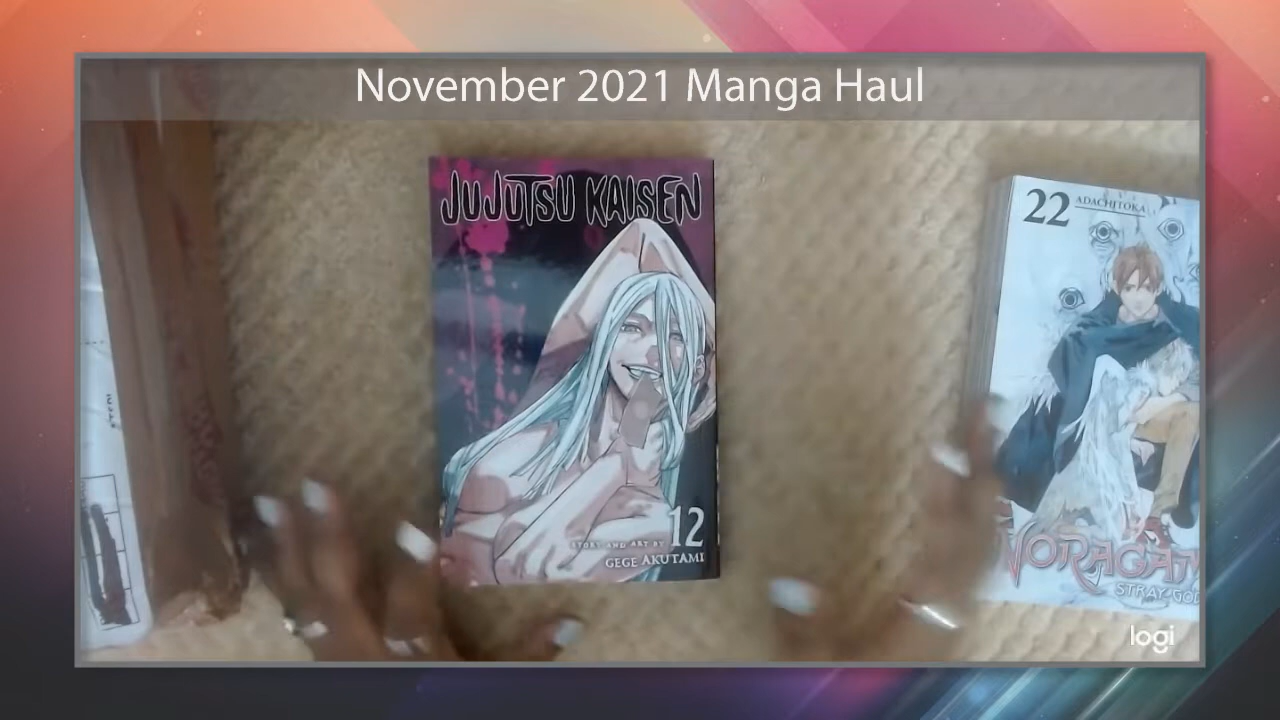 November 2021 Manga Haul
JUJUTSU KAISEN
12
STORY AND ART BY
GEGE AKUTAMI
22
ADACHITOKA
NORAGAMI
STRAY GOD
logi